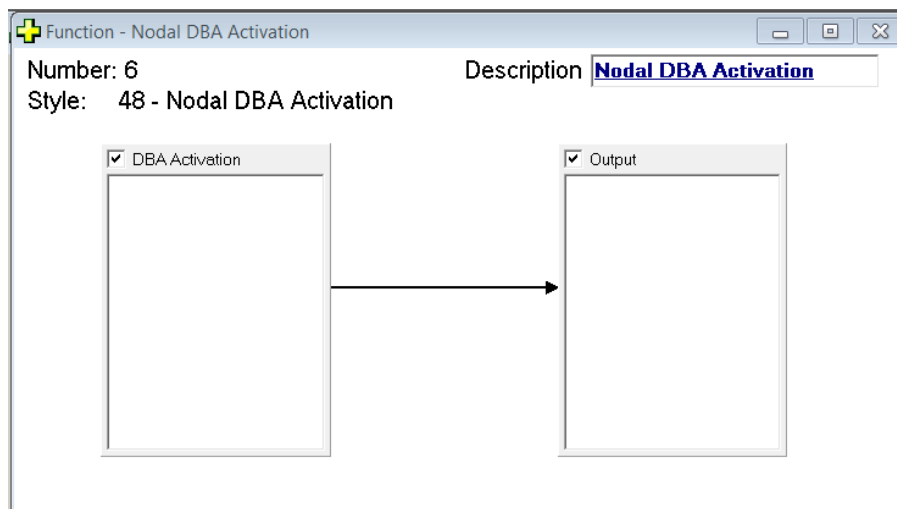 Function - Nodal DBA Activation
Number: 6
Description Nodal DBA Activation
Style: 48 - Nodal DBA Activation
DBA Activation
Output